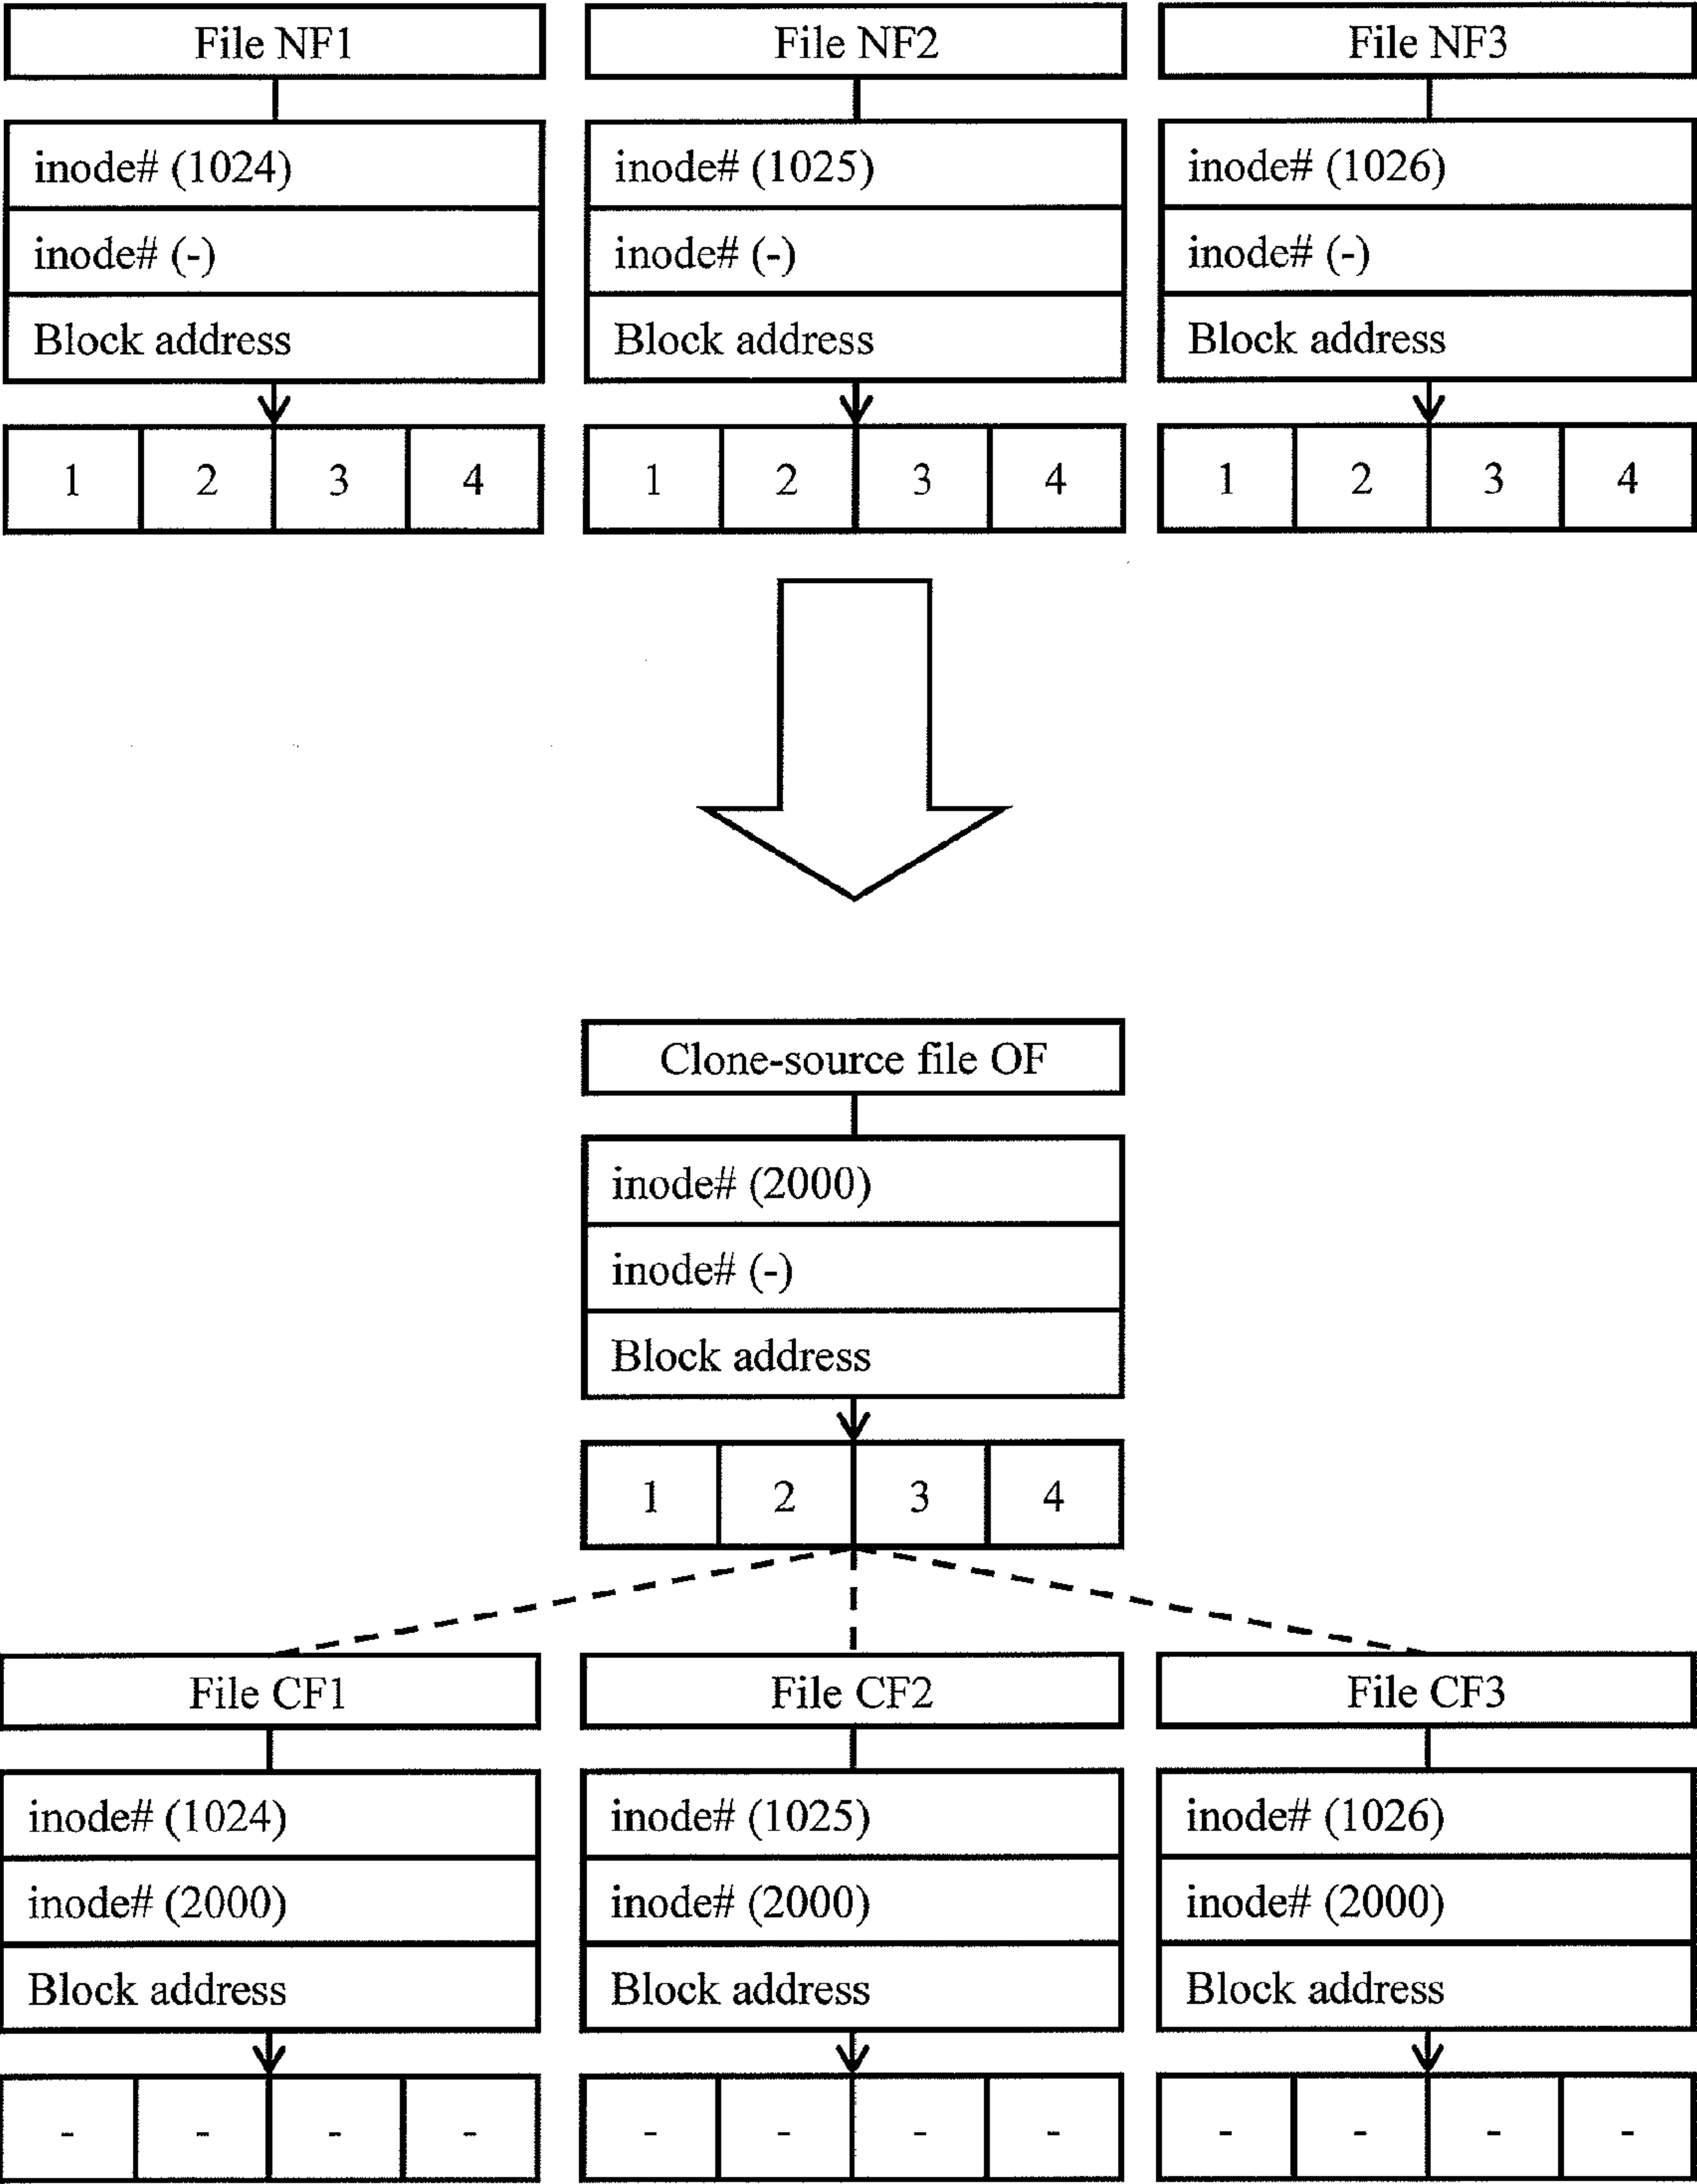 File NF1 File NF2 File NF3
inode# (1024) inode# (1025) inode# (1026)
inode# (-) inode# (-) inode# (-)
Block address Block address Block address
1 2 3 4 1 2 3 4 1 2 3 4
Clone-source file OF
inode# (2000)
inode# (-)
Block address
1 2 3 4
File CF1 File CF2 File CF3
inode# (1024) inode# (1025) inode# (1026)
inode# (2000) inode# (2000) inode# (2000)
Block address Block address Block address
- - - - - - - - - - - -